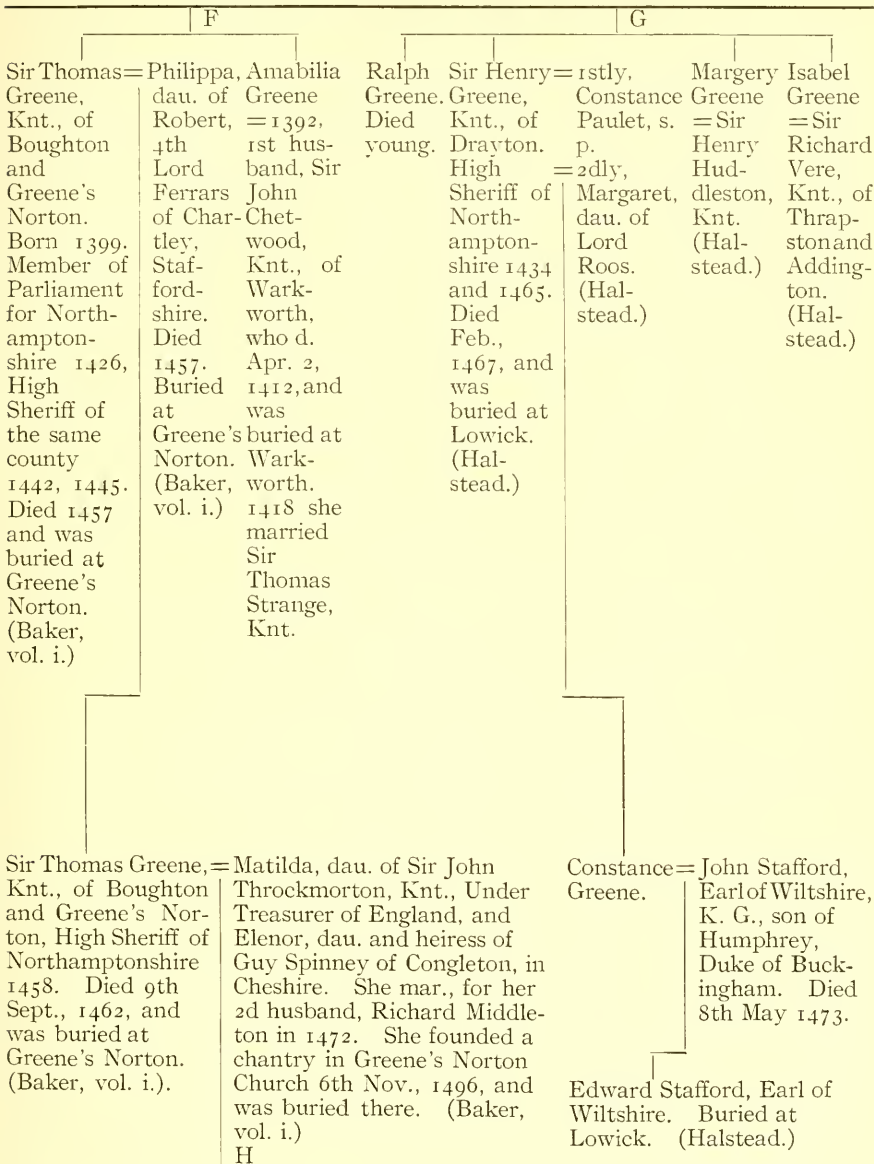 F
G
Sir Thomas=
Greene,
Knt., of
Boughton
and
Greene's
Norton.
Born 1399.
Member of
Parliament
for North-
ampton-
shire 1426,
High
Sheriff of
the same
county
1442, 1445.
Died 1457
and was
buried at
Greene's
Norton.
(Baker,
vol. i.)
Philippa,
dau. of
Robert,
4th
Lord
Ferrars
of Char-
tley,
Staf-
ford-
shire.
Died
1457.
Buried
at
Greene's
Norton.
(Baker,
vol. i.)
Amabilia
Greene
=1392,
1st hus-
band, Sir
John
Chet-
wood,
Knt., of
Wark-
worth,
who d.
Apr. 2,
1412, and
was
buried at
Wark-
worth.
1418 she
married
Sir
Thomas
Strange,
Knt.
Ralph
Greene.
Died
young.
Sir Henry=
Greene,
Knt., of
Drayton.
High
Sheriff of
North-
ampton-
shire 1434
and 1465.
Died
Feb.,
1467, and
was
buried at
Lowick.
(Hal-
stead.)
1stly,
Constance
Paulet, s.
p.
=2dly,
Margaret,
dau. of
Lord
Roos.
(Hal-
stead.)
Margery
Greene
=Sir
Henry
Hud-
dleston,
Knt.
(Hal-
stead.)
Isabel
Greene
=Sir
Richard
Vere,
Knt., of
Thrap-
ston and
Adding-
ton.
(Hal-
stead.)
Sir Thomas Greene,=
Knt., of Boughton
and Greene's Nor-
ton, High Sheriff of
Northamptonshire
1458. Died 9th
Sept., 1462, and
was buried at
Greene's Norton.
(Baker, vol. i.).
Matilda, dau. of Sir John
Throckmorton, Knt., Under
Treasurer of England, and
Elenor, dau. and heiress of
Guy Spinney of Congleton, in
Cheshire. She mar., for her
2d husband, Richard Middle-
ton in 1472. She founded a
chantry in Greene's Norton
Church 6th Nov., 1496, and
was buried there. (Baker,
vol. i.)
H
Constance=
Greene.
John Stafford,
Earl of Wiltshire,
K. G., son of
Humphrey,
Duke of Buck-
ingham. Died
8th May 1473.
Edward Stafford, Earl of
Wiltshire. Buried at
Lowick. (Halstead.)